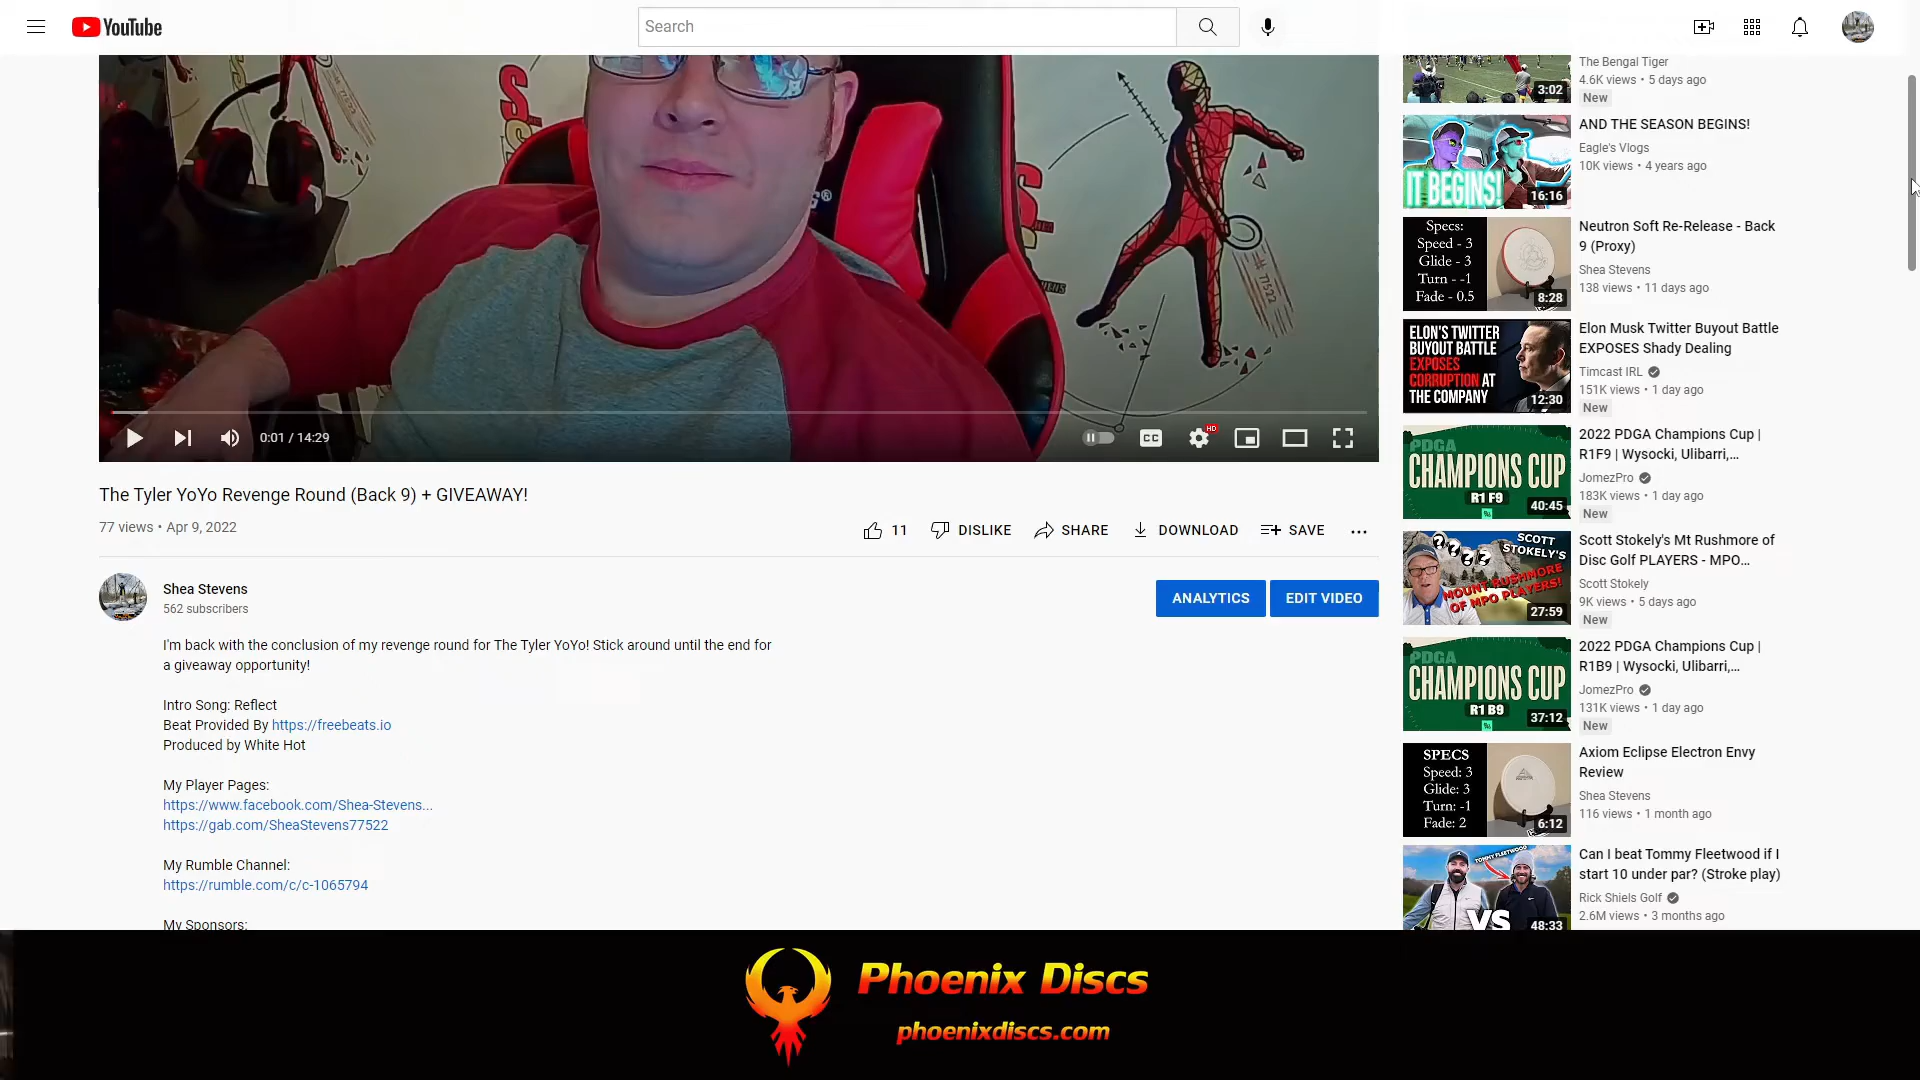 YouTube
Search
0:01 / 14:29
CC
HD
The Tyler YoYo Revenge Round (Back 9) + GIVEAWAY!
77 views • Apr 9, 2022
11
DISLIKE
SHARE
DOWNLOAD
SAVE
Shea Stevens
562 subscribers
ANALYTICS
EDIT VIDEO
I'm back with the conclusion of my revenge round for The Tyler YoYo! Stick around until the end for
a giveaway opportunity!
Intro Song: Reflect
Beat Provided By https://freebeats.io
Produced by White Hot
My Player Pages:
https://www.facebook.com/Shea-Stevens...
https://gab.com/SheaStevens77522
My Rumble Channel:
https://rumble.com/c/c-1065794
My Sponsors:
3:02
The Bengal Tiger
4.6K views • 5 days ago
New
IT BEGINS!
16:16
AND THE SEASON BEGINS!
Eagle's Vlogs
10K views • 4 years ago
Specs:
Speed - 3
Glide - 3
Turn - -1
Fade - 0.5
8:28
Neutron Soft Re-Release - Back
9 (Proxy)
Shea Stevens
138 views • 11 days ago
ELON'S TWITTER
BUYOUT BATTLE
EXPOSES
CORRUPTION AT
THE COMPANY
12:30
Elon Musk Twitter Buyout Battle
EXPOSES Shady Dealing
Timcast IRL
151K views • 1 day ago
New
PDGA
CHAMPIONS CUP
R1 F9
40:45
2022 PDGA Champions Cup |
R1F9 | Wysocki, Ulibarri,...
JomezPro
183K views • 1 day ago
New
SCOTT
STOKELY'S
MOUNT RUSHMORE
OF MPO PLAYERS!
27:59
Scott Stokely's Mt Rushmore of
Disc Golf PLAYERS - MPO...
Scott Stokely
9K views • 5 days ago
New
PDGA
CHAMPIONS CUP
R1 B9
37:12
2022 PDGA Champions Cup |
R1B9 | Wysocki, Ulibarri,...
JomezPro
131K views • 1 day ago
New
SPECS
Speed: 3
Glide: 3
Turn: -1
Fade: 2
6:12
Axiom Eclipse Electron Envy
Review
Shea Stevens
116 views • 1 month ago
TOMMY FLEETWOOD
VS
48:33
Can I beat Tommy Fleetwood if I
start 10 under par? (Stroke play)
Rick Shiels Golf
2.6M views • 3 months ago
Phoenix Discs
phoenixdiscs.com